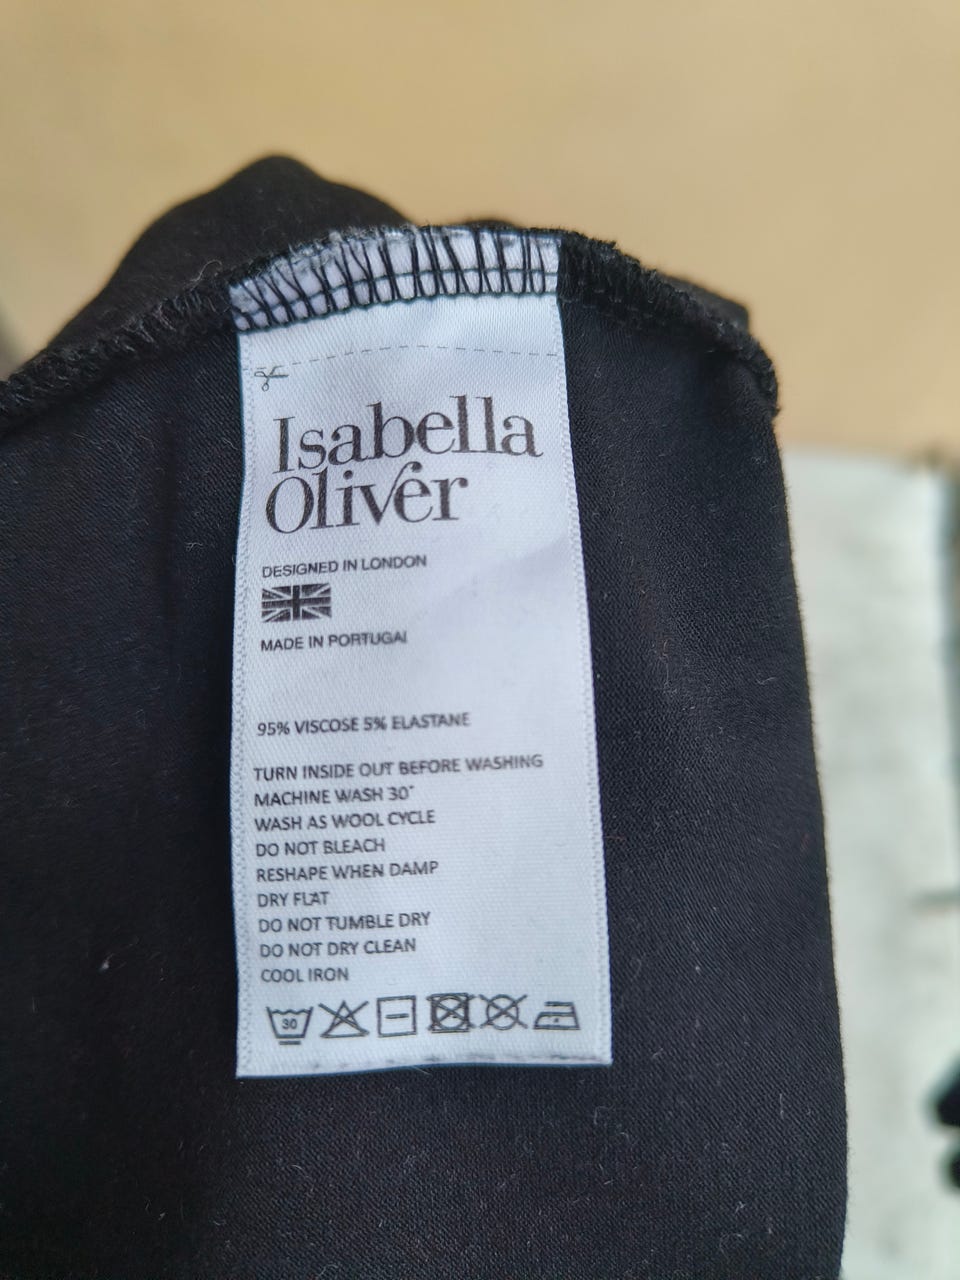 Isabella
Oliver
DESIGNED IN LONDON
MADE IN PORTUGAL
95% VISCOSE 5% ELASTANE
TURN INSIDE OUT BEFORE WASHING
MACHINE WASH 30°
WASH AS WOOL CYCLE
DO NOT BLEACH
RESHAPE WHEN DAMP
DRY FLAT
DO NOT TUMBLE DRY
DO NOT DRY CLEAN
COOL IRON
30